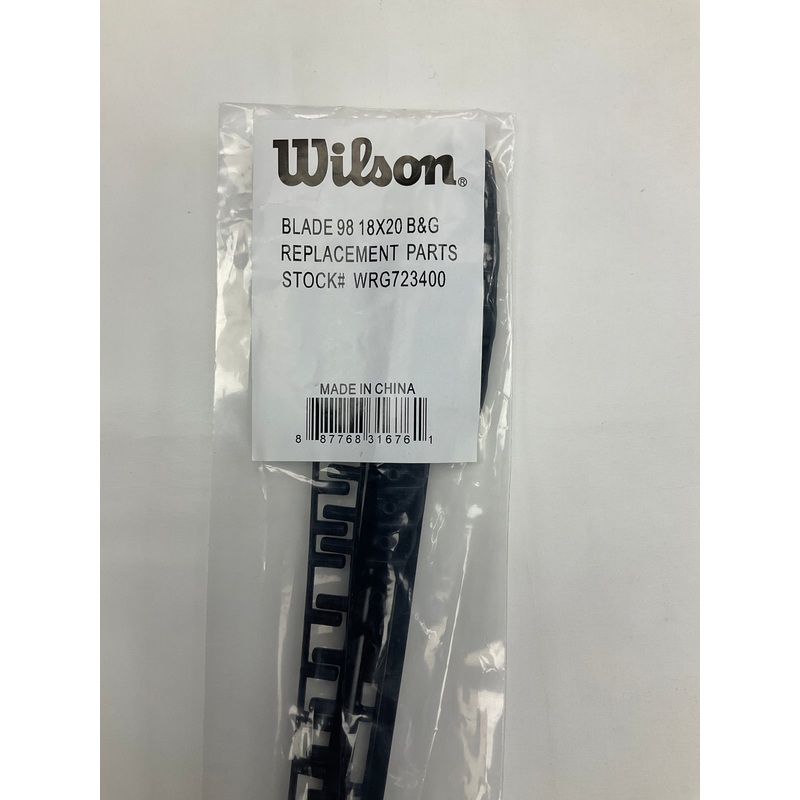 Wilson®
BLADE 98 18X20 B&G
REPLACEMENT PARTS
STOCK# WRG723400
MADE IN CHINA
8 87768 31676 1